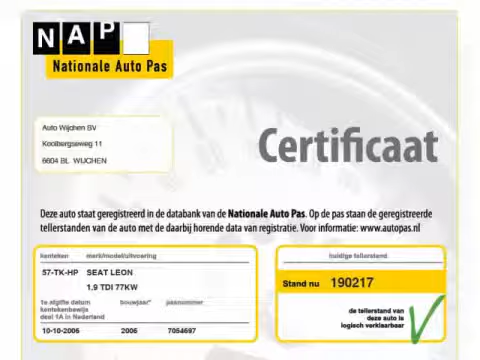 NAP
Nationale Auto Pas
Auto Wijchen BV
Koolbergseweg 11
6604 BL WIJCHEN
Certificaat
Deze auto staat geregistreerd in de databank van de Nationale Auto Pas. Op de pas staan de geregistreerde
tellerstanden van de auto met de daarbij horende data van registratie. Voor informatie: www.autopas.nl
kenteken merk/model/uitvoering
57-TK-HP SEAT LEON
1.9 TDI 77KW
1e afgifte datum bouwjaar* pasnummer
kentekenbewijs
deel 1A in Nederland
10-10-2006 2006 7054697
huidige tellerstand
Stand nu 190217
de tellerstand van
deze auto is
logisch verklaarbaar